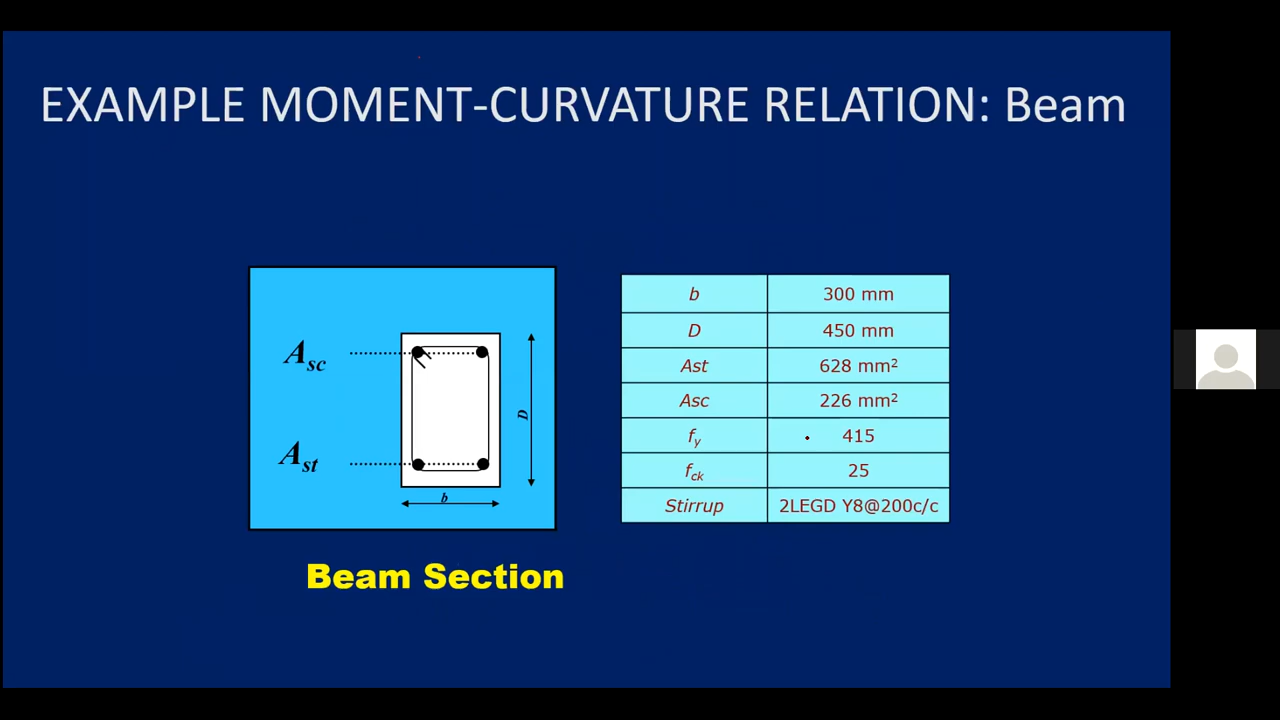 EXAMPLE MOMENT-CURVATURE RELATION: Beam
A_sc
A_st
D
b
Beam Section
b 300 mm
D 450 mm
Ast 628 mm²
Asc 226 mm²
f_y 415
f_ck 25
Stirrup 2LEGD Y8@200c/c